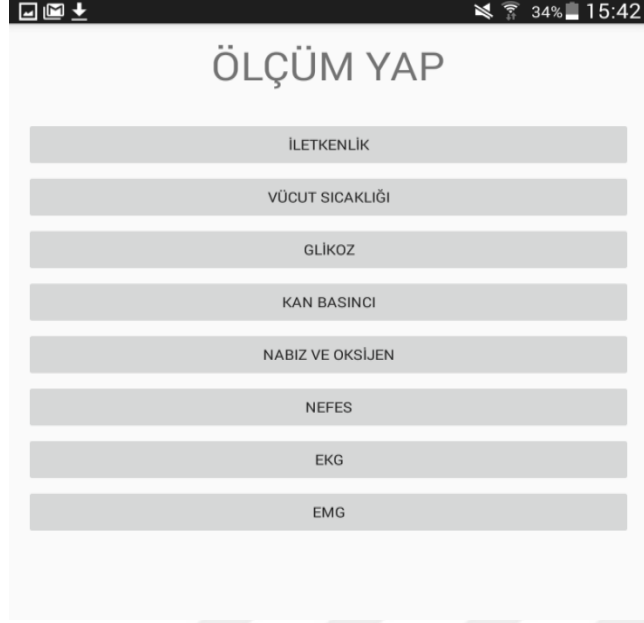 34% 15:42
ÖLÇÜM YAP
İLETKENLİK
VÜCUT SICAKLIĞI
GLİKOZ
KAN BASINCI
NABIZ VE OKSİJEN
NEFES
EKG
EMG